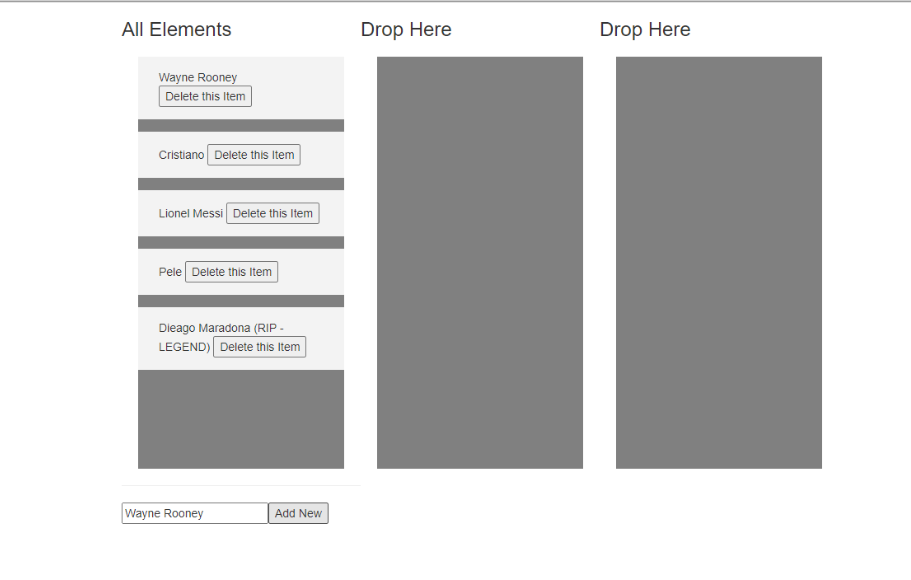 All Elements
Drop Here
Drop Here
Wayne Rooney
Delete this Item
Cristiano Delete this Item
Lionel Messi Delete this Item
Pele Delete this Item
Dieago Maradona (RIP -
LEGEND) Delete this Item
Wayne Rooney Add New